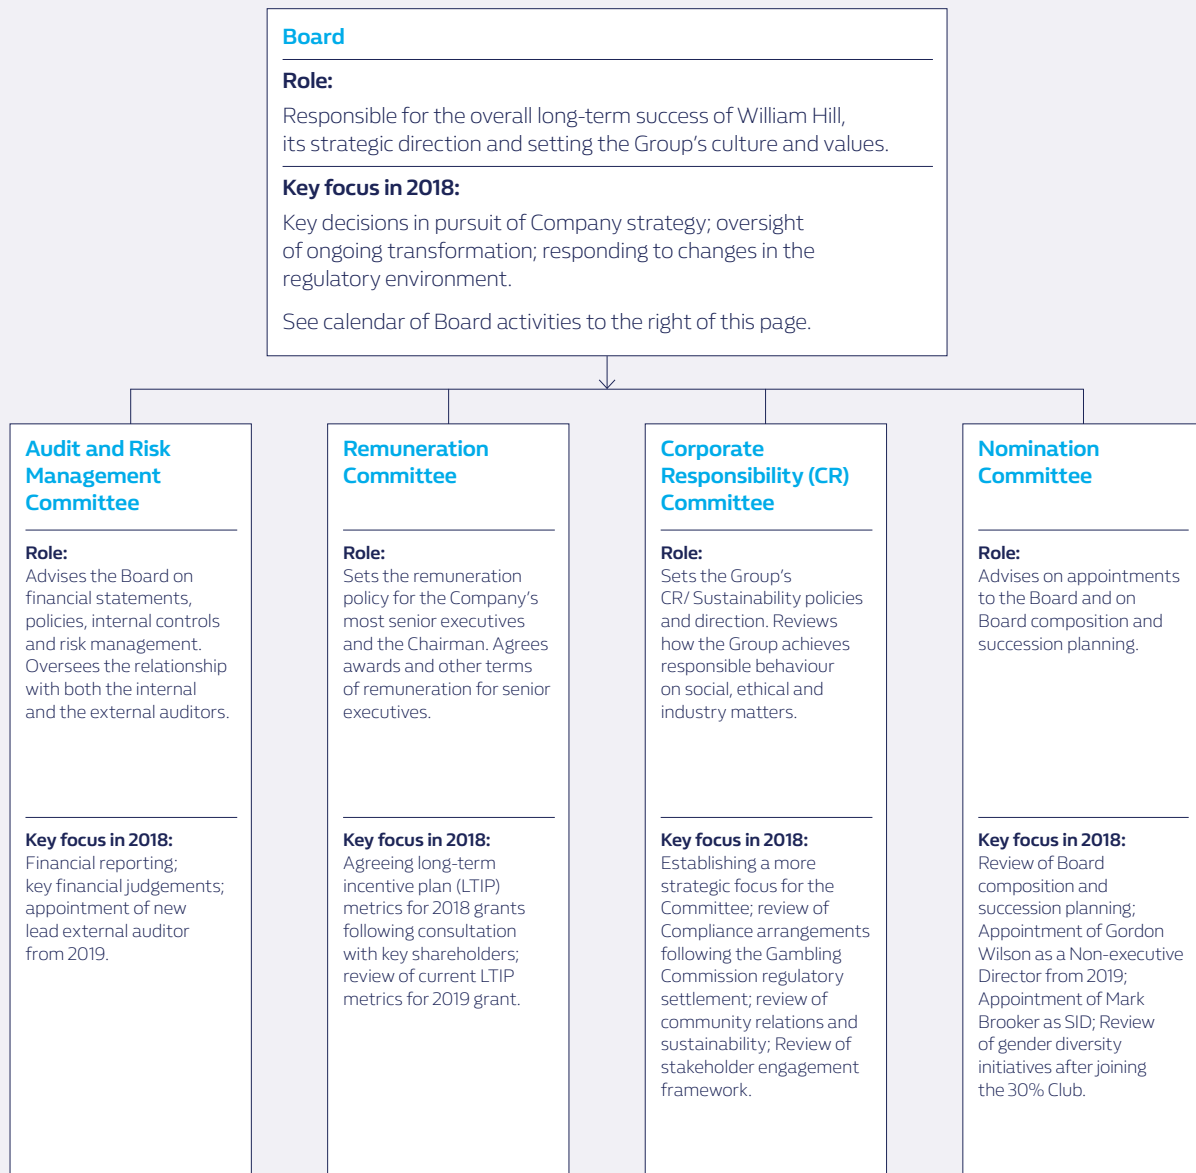 Board
Role:
Responsible for the overall long-term success of William Hill,
its strategic direction and setting the Group's culture and values.
Key focus in 2018:
Key decisions in pursuit of Company strategy; oversight
of ongoing transformation; responding to changes in the
regulatory environment.
See calendar of Board activities to the right of this page.
Audit and Risk
Management
Committee
Role:
Advises the Board on
financial statements,
policies, internal controls
and risk management.
Oversees the relationship
with both the internal
and the external auditors.
Key focus in 2018:
Financial reporting;
key financial judgements;
appointment of new
lead external auditor
from 2019.
Remuneration
Committee
Role:
Sets the remuneration
policy for the Company's
most senior executives
and the Chairman. Agrees
awards and other terms
of remuneration for senior
executives.
Key focus in 2018:
Agreeing long-term
incentive plan (LTIP)
metrics for 2018 grants
following consultation
with key shareholders;
review of current LTIP
metrics for 2019 grant.
Corporate
Responsibility (CR)
Committee
Role:
Sets the Group's
CR/ Sustainability policies
and direction. Reviews
how the Group achieves
responsible behaviour
on social, ethical and
industry matters.
Key focus in 2018:
Establishing a more
strategic focus for the
Committee; review of
Compliance arrangements
following the Gambling
Commission regulatory
settlement; review of
community relations and
sustainability; Review of
stakeholder engagement
framework.
Nomination
Committee
Role:
Advises on appointments
to the Board and on
Board composition and
succession planning.
Key focus in 2018:
Review of Board
composition and
succession planning;
Appointment of Gordon
Wilson as a Non-executive
Director from 2019;
Appointment of Mark
Brooker as SID; Review
of gender diversity
initiatives after joining
the 30% Club.